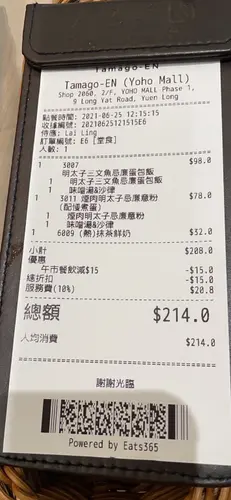 Tamago-EN
Tamago-EN (Yoho Mall)
Shop 2060, 2/F, YOHO MALL Phase 1,
9 Long Yat Road, Yuen Long
點餐時間: 2021-06-25 12:15:15
收據編號: 20210625121515E6
侍應: Lai Ling
訂單編號: E6 [堂食]
人數: 1
1 3007 $98.0
明太子三文魚忌廉蛋包飯
1 明太子三文魚忌廉蛋包飯
1 味噌湯&沙律
1 3011 煙肉明太子忌廉意粉 $78.0
(配溏煮蛋)
1 煙肉明太子忌廉意粉
1 味噌湯&沙律
1 6009 (熱)抹茶鮮奶 $32.0
小計 $208.0
優惠
午市餐飲減$15 -$15.0
總折扣 -$15.0
服務費(10%) $20.8
總額 $214.0
人均消費 $214.0
謝謝光臨
Powered by Eats365